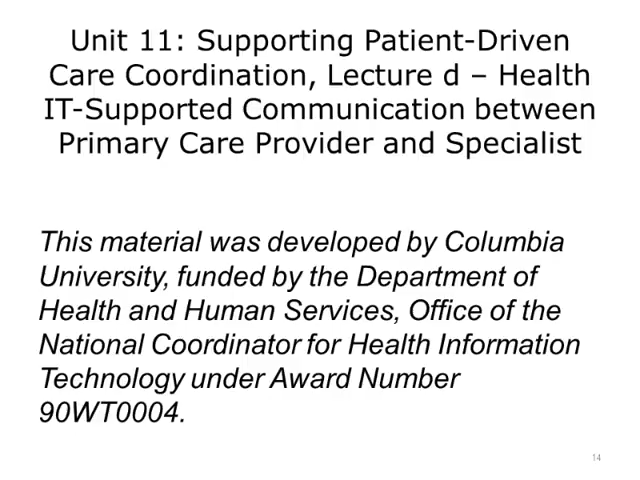 Unit 11: Supporting Patient-Driven
Care Coordination, Lecture d – Health
IT-Supported Communication between
Primary Care Provider and Specialist
This material was developed by Columbia
University, funded by the Department of
Health and Human Services, Office of the
National Coordinator for Health Information
Technology under Award Number
90WT0004.
14